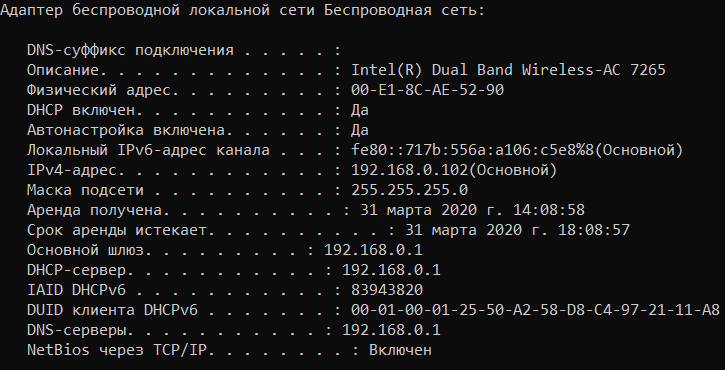 Адаптер беспроводной локальной сети Беспроводная сеть:
DNS-суффикс подключения . . . . . :
Описание. . . . . . . . . . . . . : Intel(R) Dual Band Wireless-AC 7265
Физический адрес. . . . . . . . . : 00-E1-8C-AE-52-90
DHCP включен. . . . . . . . . . . : Да
Автонастройка включена. . . . . . : Да
Локальный IPv6-адрес канала . . . : fe80::717b:556a:a106:c5e8%8(Основной)
IPv4-адрес. . . . . . . . . . . . : 192.168.0.102(Основной)
Маска подсети . . . . . . . . . . : 255.255.255.0
Аренда получена. . . . . . . . . . : 31 марта 2020 г. 14:08:58
Срок аренды истекает. . . . . . . . . . : 31 марта 2020 г. 18:08:57
Основной шлюз. . . . . . . . . : 192.168.0.1
DHCP-сервер. . . . . . . . . . . : 192.168.0.1
IAID DHCPv6 . . . . . . . . . . . : 83943820
DUID клиента DHCPv6 . . . . . . . : 00-01-00-01-25-50-A2-58-D8-C4-97-21-11-A8
DNS-серверы. . . . . . . . . . . : 192.168.0.1
NetBios через TCP/IP. . . . . . . . : Включен